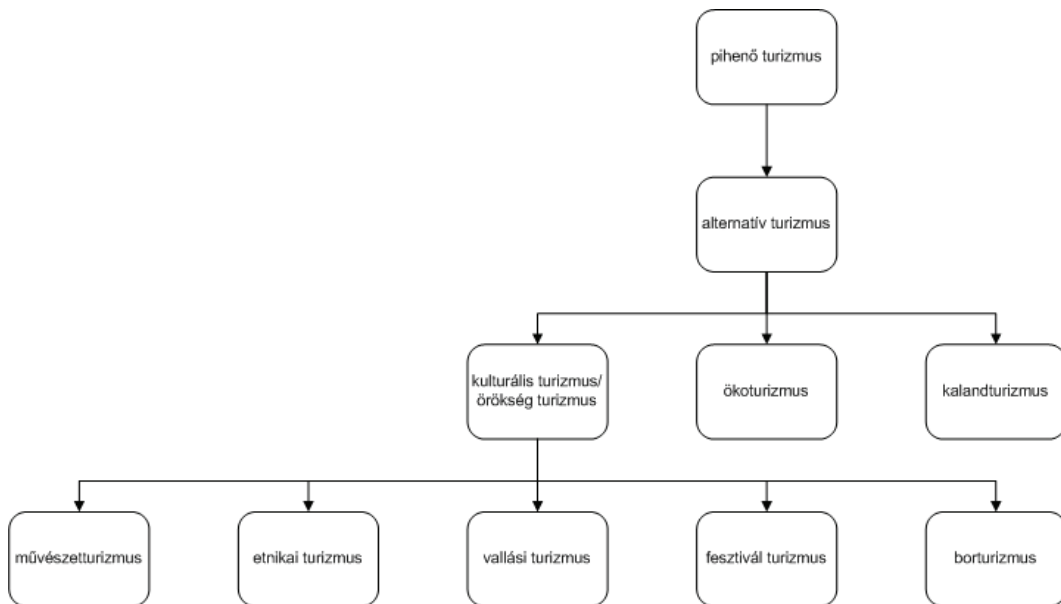 pihenő turizmus
alternatív turizmus
kulturális turizmus/
örökség turizmus
ökoturizmus
kalandturizmus
művészetturizmus
etnikai turizmus
vallási turizmus
fesztivál turizmus
borturizmus